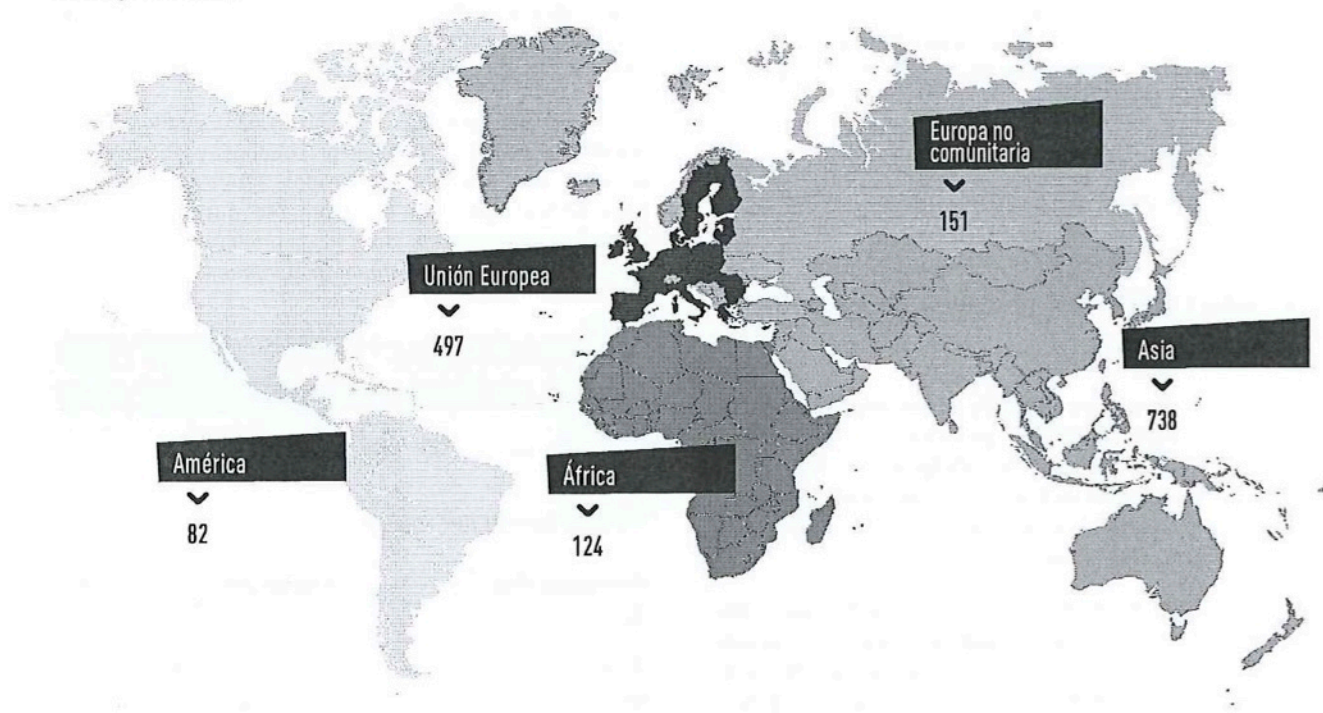 Europa no
comunitaria
151
Unión Europea
497
Asia
738
América
82
África
124